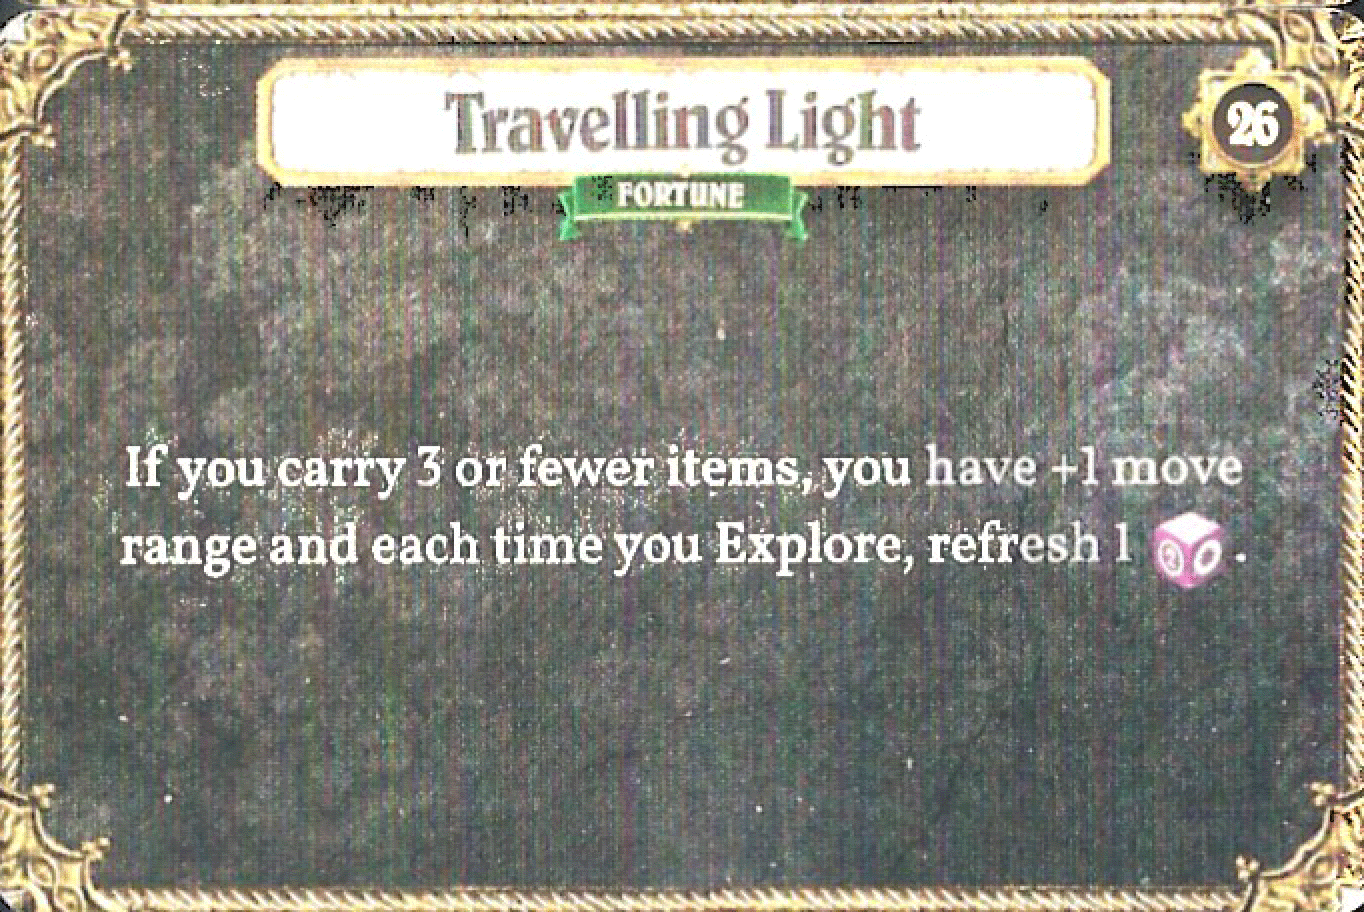 Travelling Light
26
FORTUNE
If you carry 3 or fewer items, you have +1 move
range and each time you Explore, refresh 1 .